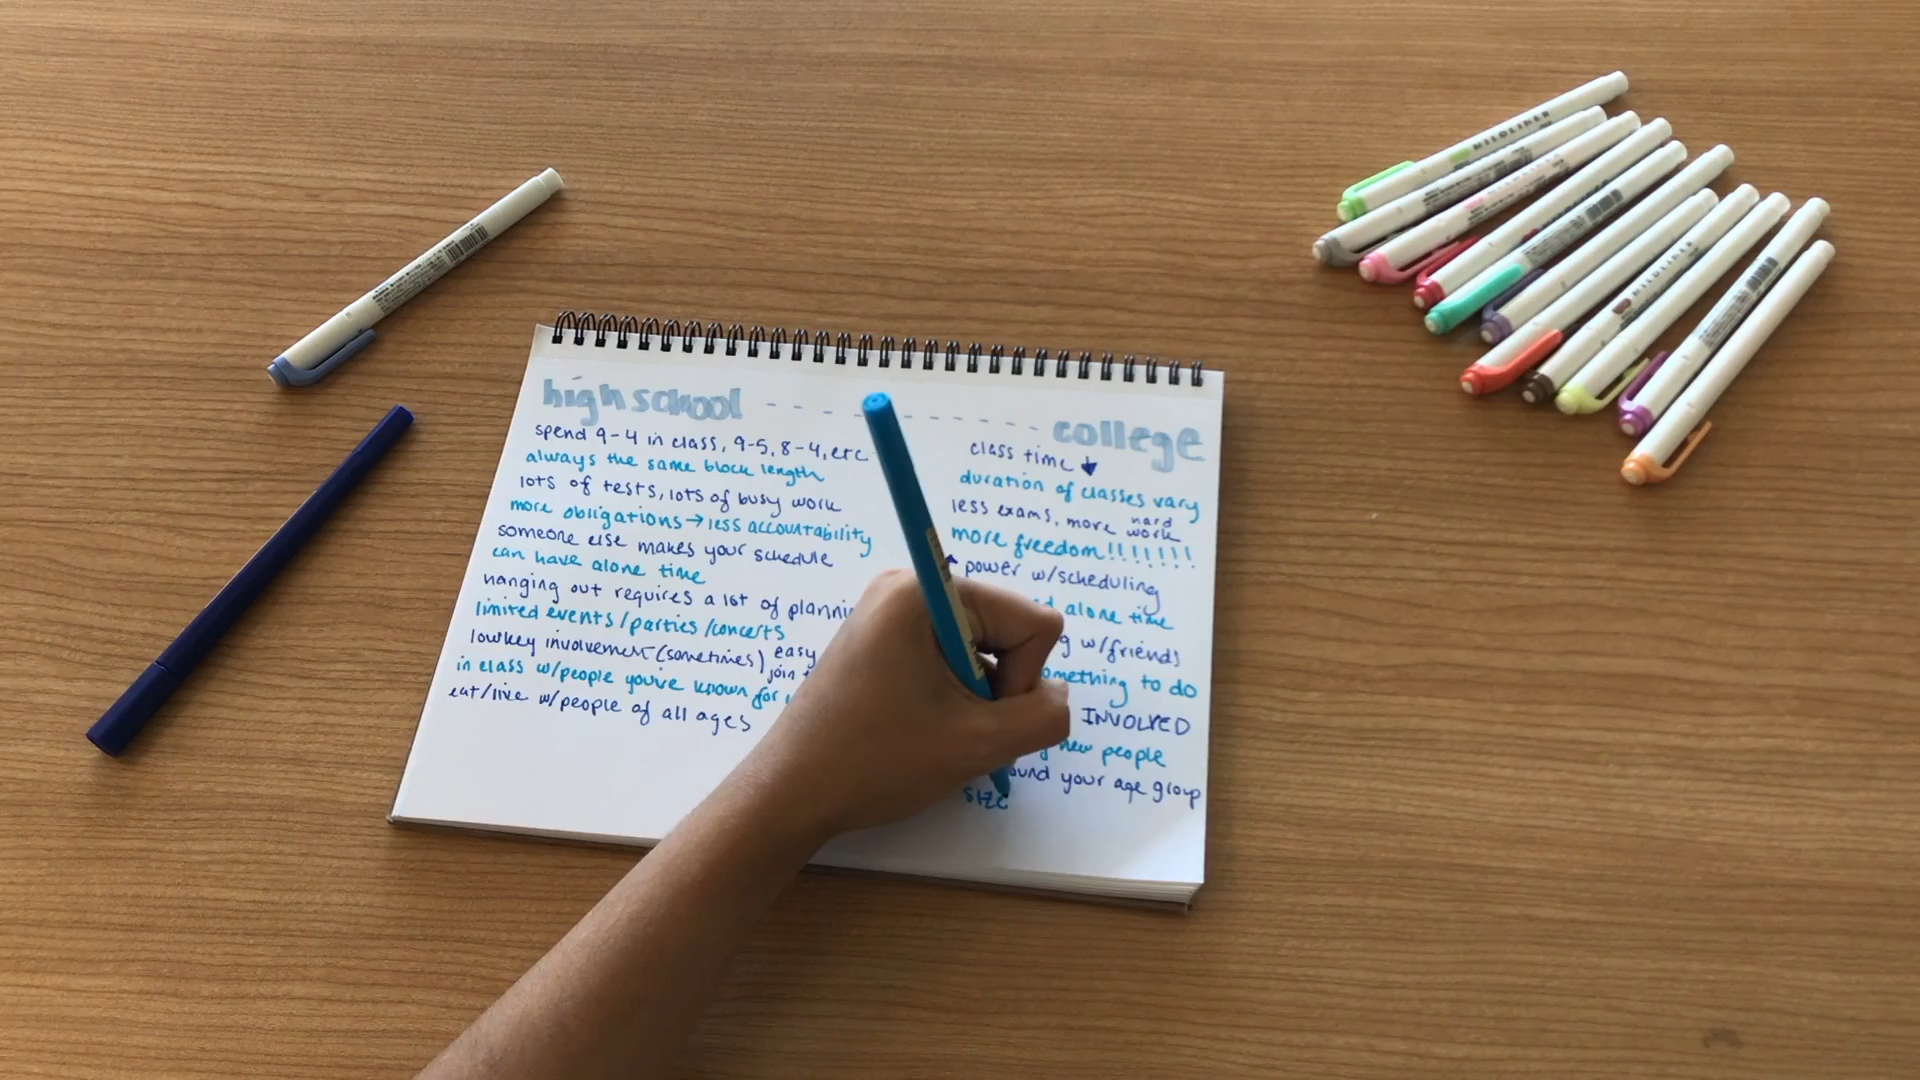 high school - - - - - - - - - - college
spend 9-4 in class, 9-5, 8-4, etc
always the same block length
lots of tests, lots of busy work
more obligations → less accountability
someone else makes your schedule
can have alone time
hanging out requires a lot of
limited events/parties/concerts
lowkey involvement (sometimes) easy
join
in class w/people you've known for
eat/live w/people of all ages
class time ↓
duration of classes vary
less exams, more hard work
more freedom!!!!!!!
↑ power w/scheduling
alone time
w/friends
to do
INVOLVED
new people
your age group
size
MILDLINER
MILDLINER